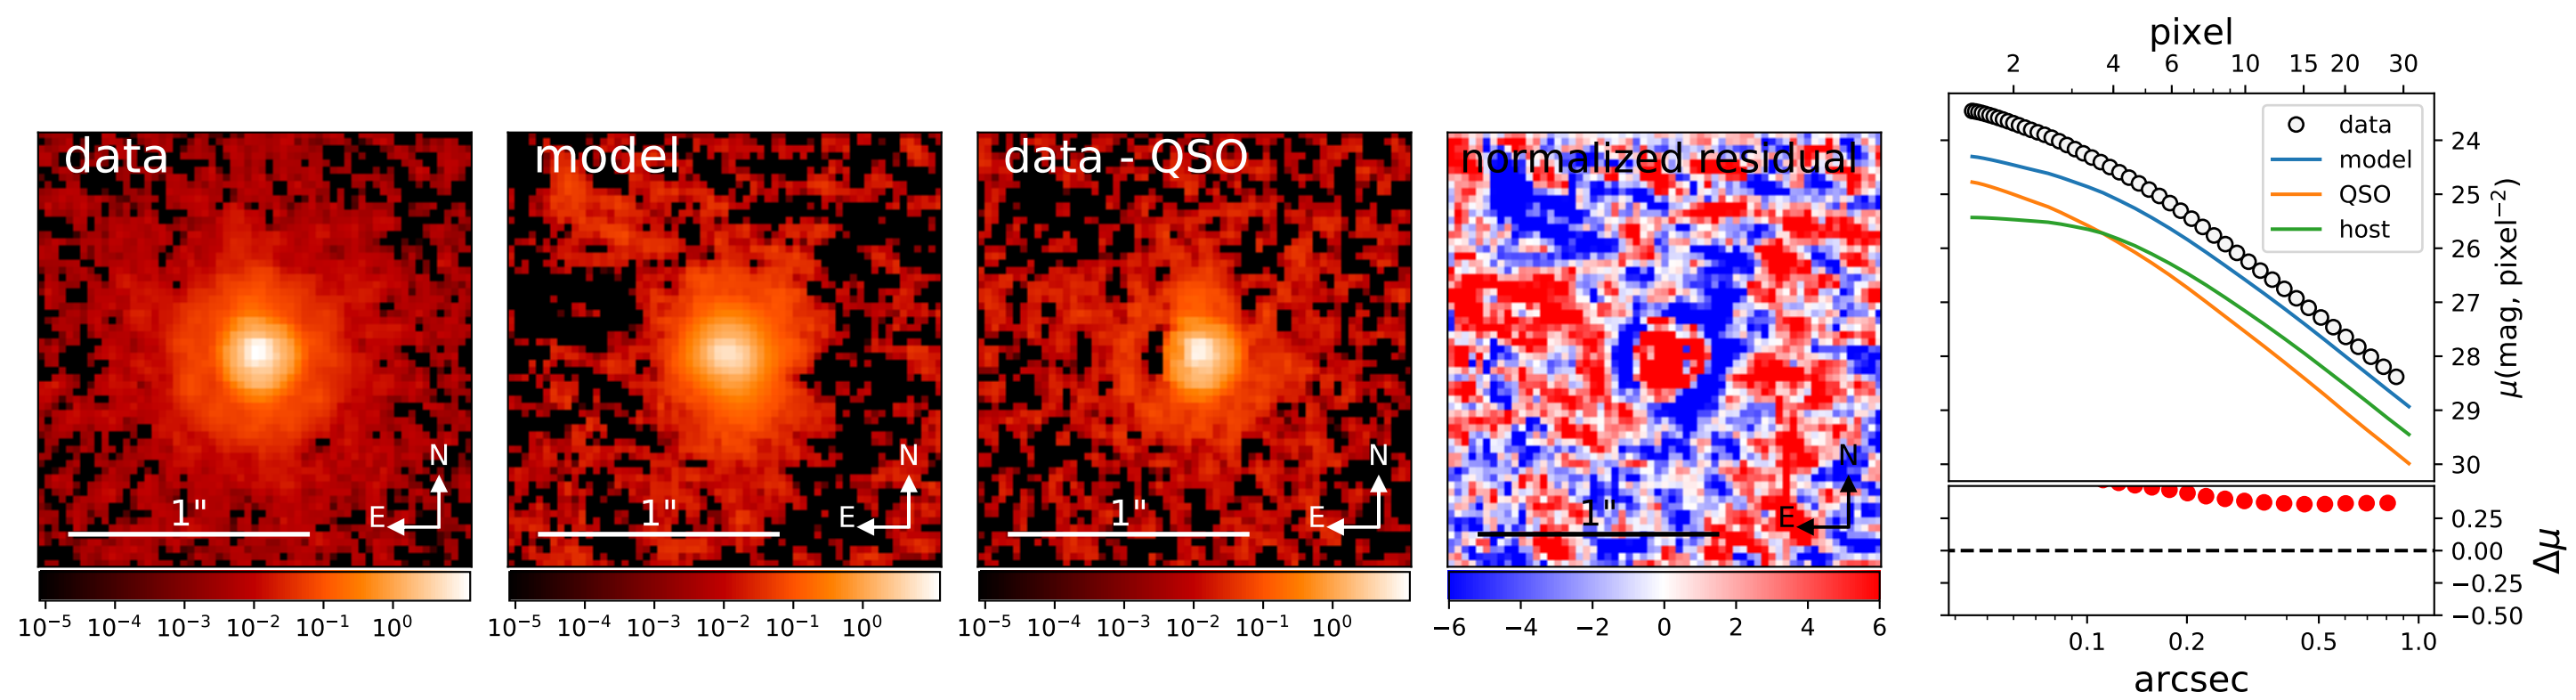 data
N
E
1"
10⁻⁵ 10⁻⁴ 10⁻³ 10⁻² 10⁻¹ 10⁰
model
N
E
1"
10⁻⁵ 10⁻⁴ 10⁻³ 10⁻² 10⁻¹ 10⁰
data - QSO
N
E
1"
10⁻⁵ 10⁻⁴ 10⁻³ 10⁻² 10⁻¹ 10⁰
normalized residual
N
E
1"
−6 −4 −2 0 2 4 6
pixel
2 4 6 10 15 20 30
data
model
QSO
host
24
25
26
27
28
29
30
μ(mag, pixel⁻²)
0.25
0.00
−0.25
−0.50
Δμ
0.1 0.2 0.5 1.0
arcsec